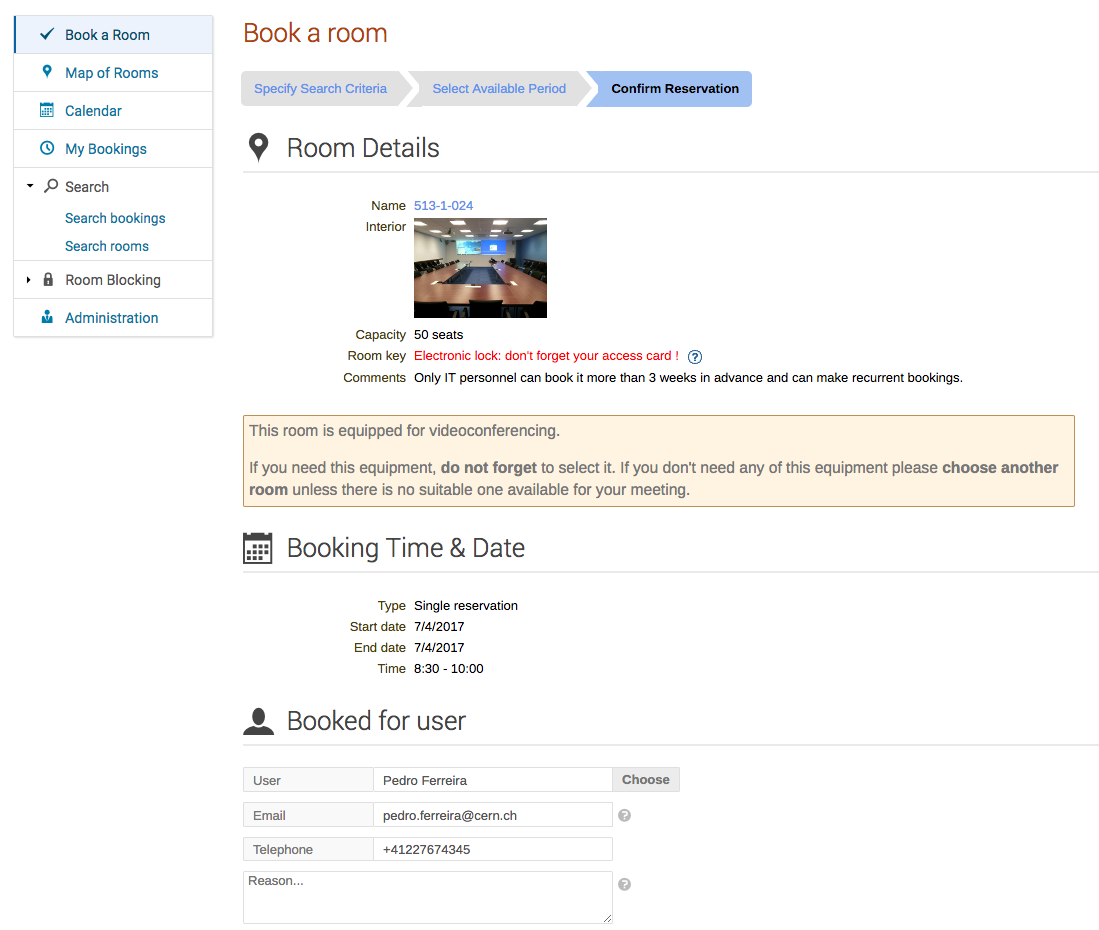 Book a Room
Map of Rooms
Calendar
My Bookings
Search
Search bookings
Search rooms
Room Blocking
Administration
Book a room
Specify Search Criteria
Select Available Period
Confirm Reservation
Room Details
Name 513-1-024
Interior
Capacity 50 seats
Room key Electronic lock: don't forget your access card ! ?
Comments Only IT personnel can book it more than 3 weeks in advance and can make recurrent bookings.
This room is equipped for videoconferencing.
If you need this equipment, do not forget to select it. If you don't need any of this equipment please choose another
room unless there is no suitable one available for your meeting.
Booking Time & Date
Type Single reservation
Start date 7/4/2017
End date 7/4/2017
Time 8:30 - 10:00
Booked for user
User Pedro Ferreira Choose
Email pedro.ferreira@cern.ch ?
Telephone +41227674345
Reason... ?